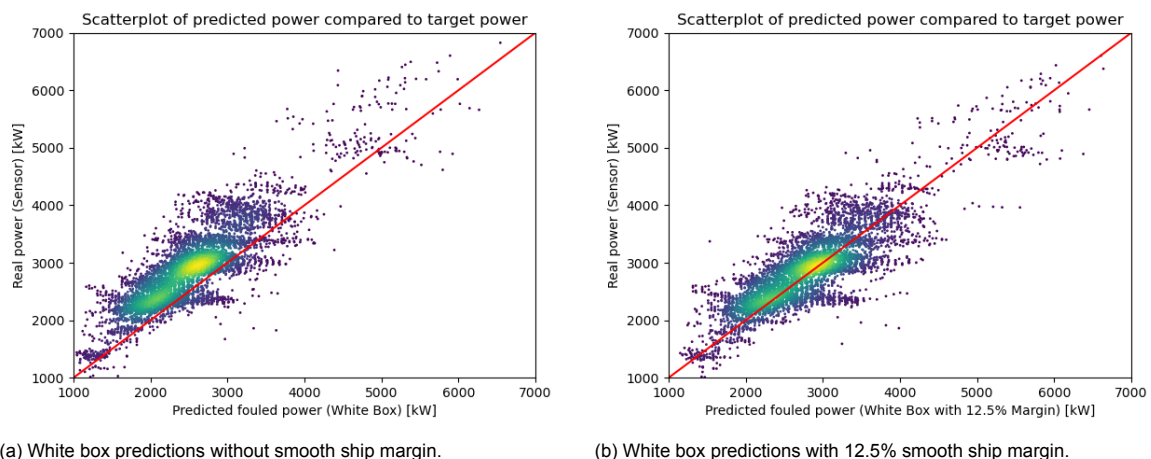 Scatterplot of predicted power compared to target power
7000
6000
5000
4000
3000
2000
1000
Real power (Sensor) [kW]
1000 2000 3000 4000 5000 6000 7000
Predicted fouled power (White Box) [kW]
(a) White box predictions without smooth ship margin.
Scatterplot of predicted power compared to target power
7000
6000
5000
4000
3000
2000
1000
Real power (Sensor) [kW]
1000 2000 3000 4000 5000 6000 7000
Predicted fouled power (White Box with 12.5% Margin) [kW]
(b) White box predictions with 12.5% smooth ship margin.